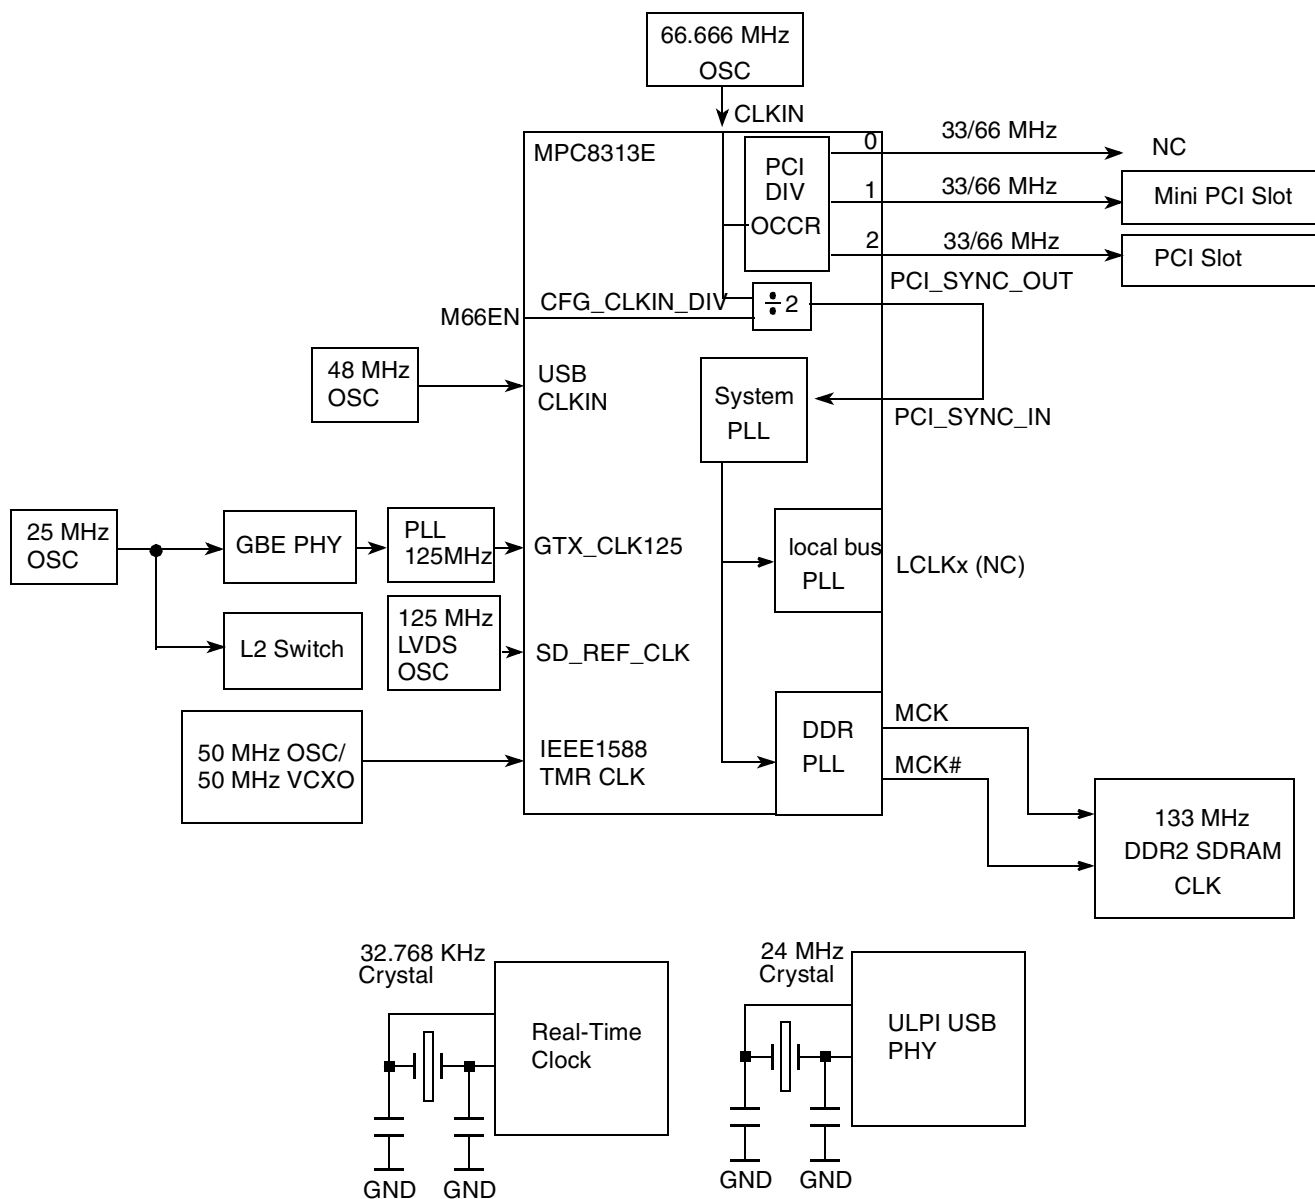 66.666 MHz
OSC
CLKIN
MPC8313E
PCI
DIV
OCCR
0
33/66 MHz
NC
1
33/66 MHz
Mini PCI Slot
2
33/66 MHz
PCI Slot
PCI_SYNC_OUT
CFG_CLKIN_DIV
M66EN
÷2
48 MHz
OSC
USB
CLKIN
System
PLL
PCI_SYNC_IN
25 MHz
OSC
GBE PHY
PLL
125MHz
GTX_CLK125
local bus
PLL
LCLKx (NC)
L2 Switch
125 MHz
LVDS
OSC
SD_REF_CLK
50 MHz OSC/
50 MHz VCXO
IEEE1588
TMR CLK
DDR
PLL
MCK
MCK#
133 MHz
DDR2 SDRAM
CLK
32.768 KHz
Crystal
Real-Time
Clock
GND
GND
24 MHz
Crystal
ULPI USB
PHY
GND
GND